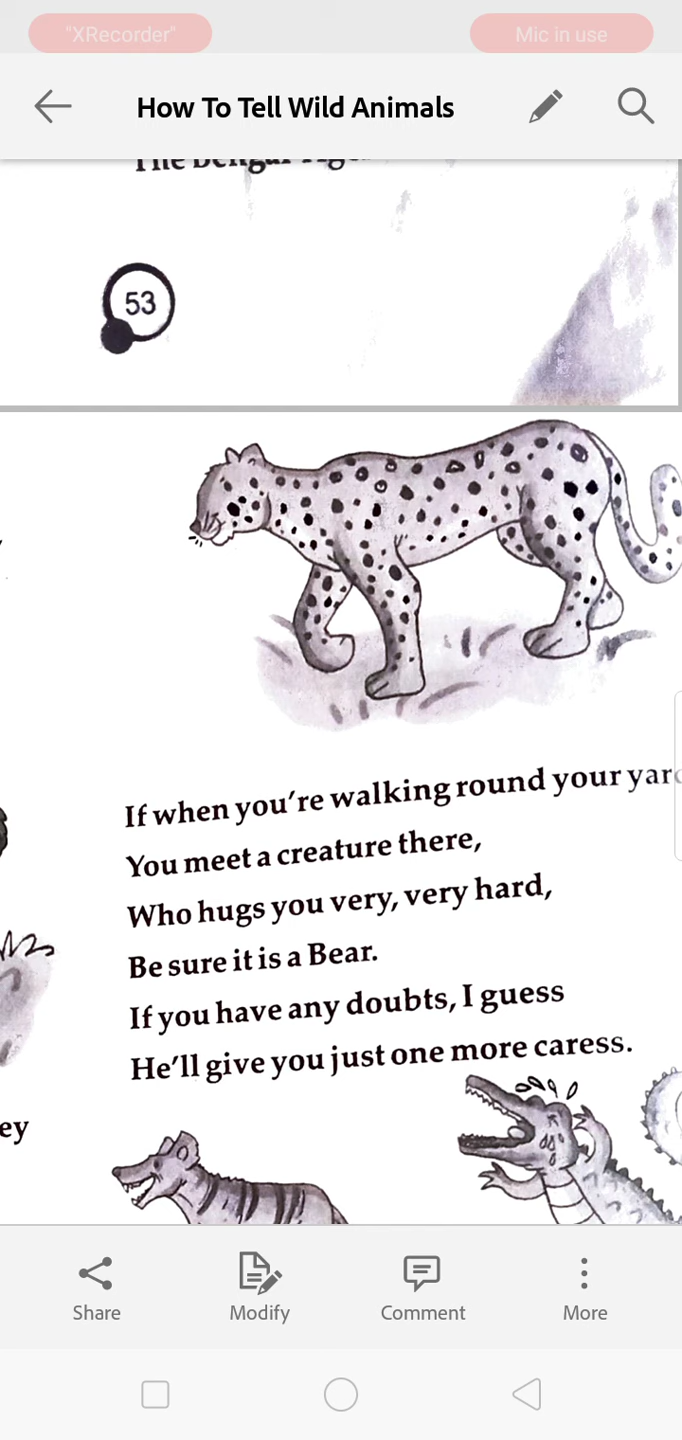 "XRecorder"
Mic in use
How To Tell Wild Animals
53
If when you're walking round your yard
You meet a creature there,
Who hugs you very, very hard,
Be sure it is a Bear.
If you have any doubts, I guess
He'll give you just one more caress.
ey
Share
Modify
Comment
More